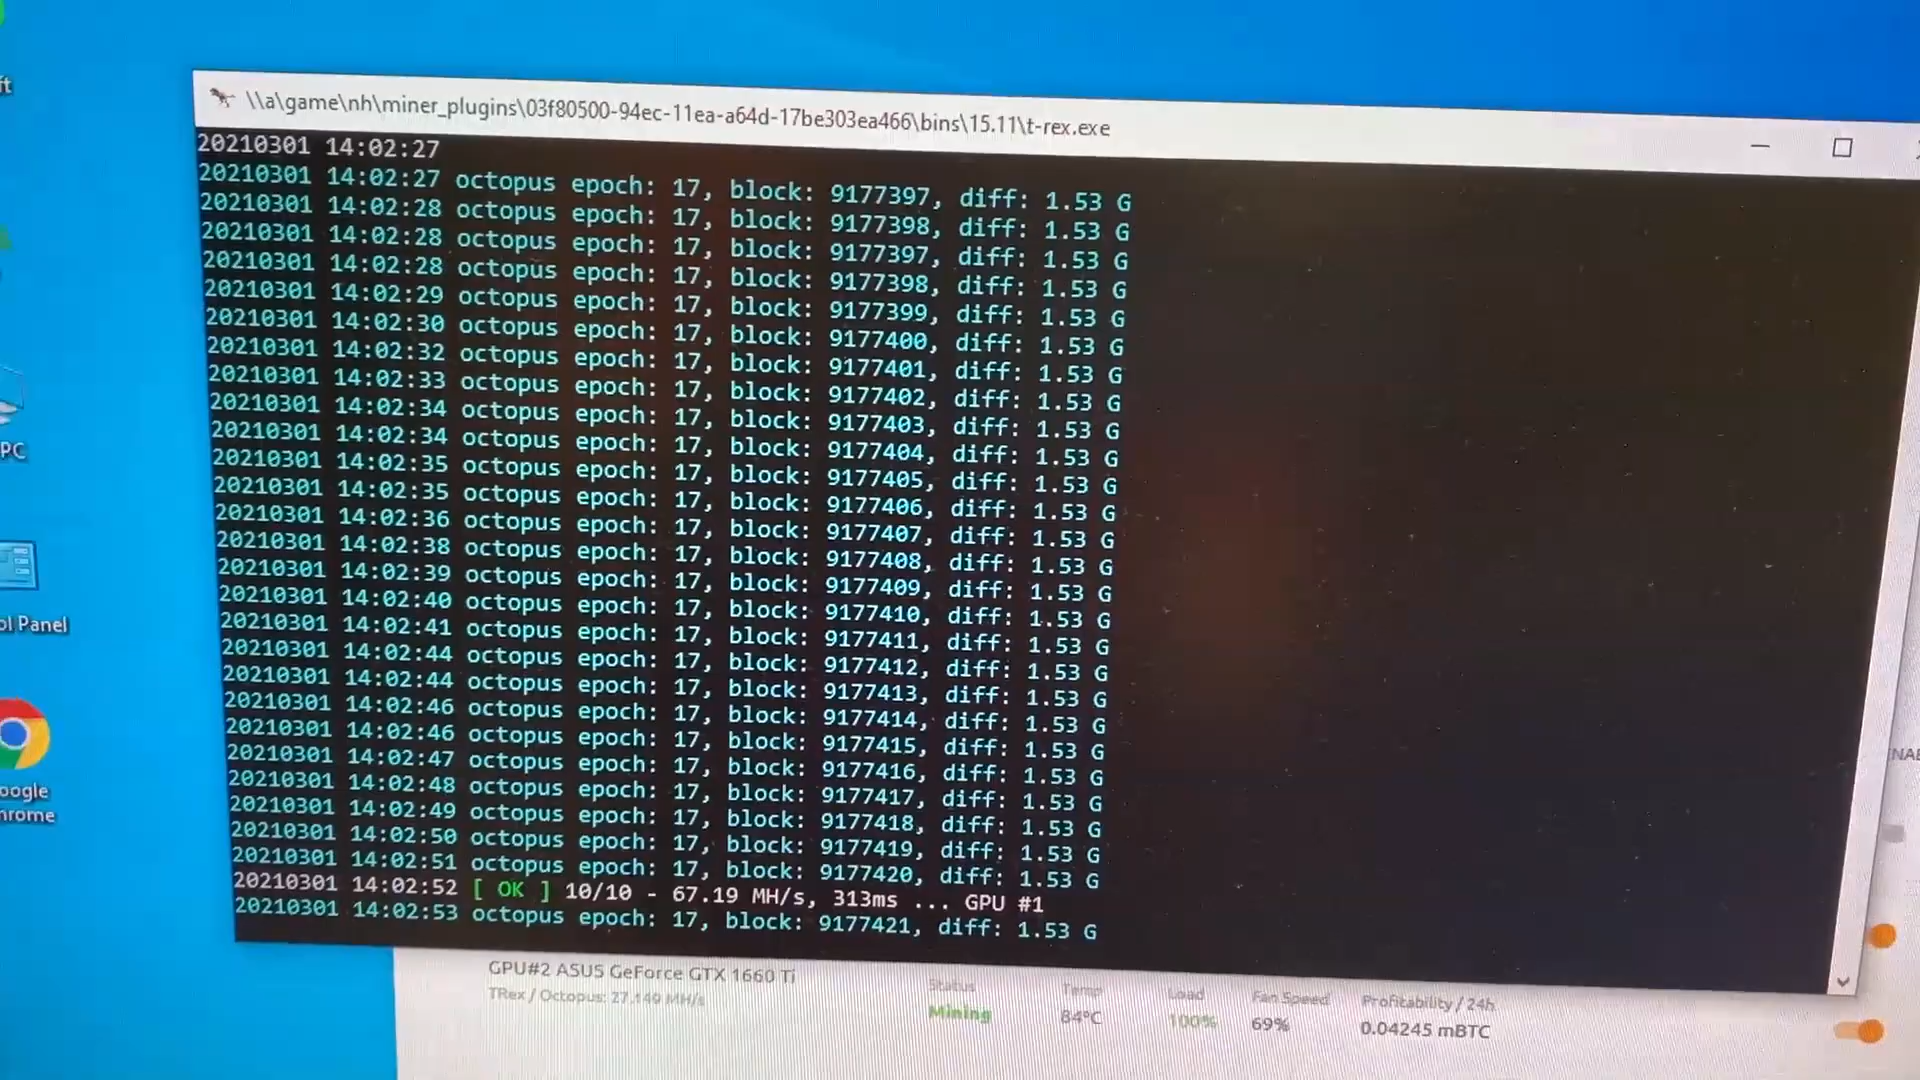 ft
\\a\game\nh\miner_plugins\03f80500-94ec-11ea-a64d-17be303ea466\bins\15.11\t-rex.exe
20210301 14:02:27
20210301 14:02:27 octopus epoch: 17, block: 9177397, diff: 1.53 G
20210301 14:02:28 octopus epoch: 17, block: 9177398, diff: 1.53 G
20210301 14:02:28 octopus epoch: 17, block: 9177397, diff: 1.53 G
20210301 14:02:28 octopus epoch: 17, block: 9177398, diff: 1.53 G
20210301 14:02:29 octopus epoch: 17, block: 9177399, diff: 1.53 G
20210301 14:02:30 octopus epoch: 17, block: 9177400, diff: 1.53 G
20210301 14:02:32 octopus epoch: 17, block: 9177401, diff: 1.53 G
20210301 14:02:33 octopus epoch: 17, block: 9177402, diff: 1.53 G
20210301 14:02:34 octopus epoch: 17, block: 9177403, diff: 1.53 G
20210301 14:02:34 octopus epoch: 17, block: 9177404, diff: 1.53 G
20210301 14:02:35 octopus epoch: 17, block: 9177405, diff: 1.53 G
20210301 14:02:35 octopus epoch: 17, block: 9177406, diff: 1.53 G
20210301 14:02:36 octopus epoch: 17, block: 9177407, diff: 1.53 G
20210301 14:02:38 octopus epoch: 17, block: 9177408, diff: 1.53 G
20210301 14:02:39 octopus epoch: 17, block: 9177409, diff: 1.53 G
20210301 14:02:40 octopus epoch: 17, block: 9177410, diff: 1.53 G
20210301 14:02:41 octopus epoch: 17, block: 9177411, diff: 1.53 G
20210301 14:02:44 octopus epoch: 17, block: 9177412, diff: 1.53 G
20210301 14:02:44 octopus epoch: 17, block: 9177413, diff: 1.53 G
20210301 14:02:46 octopus epoch: 17, block: 9177414, diff: 1.53 G
20210301 14:02:46 octopus epoch: 17, block: 9177415, diff: 1.53 G
20210301 14:02:47 octopus epoch: 17, block: 9177416, diff: 1.53 G
20210301 14:02:48 octopus epoch: 17, block: 9177417, diff: 1.53 G
20210301 14:02:49 octopus epoch: 17, block: 9177418, diff: 1.53 G
20210301 14:02:50 octopus epoch: 17, block: 9177419, diff: 1.53 G
20210301 14:02:51 octopus epoch: 17, block: 9177420, diff: 1.53 G
20210301 14:02:52 [ OK ] 10/10 - 67.19 MH/s, 313ms ... GPU #1
20210301 14:02:53 octopus epoch: 17, block: 9177421, diff: 1.53 G
PC
ol Panel
oogle
hrome
NAB
GPU#2 ASUS GeForce GTX 1660 Ti
TRex / Octopus: 27.140 MH/s
Status Temp Load Fan Speed Profitability / 24h
Mining 84°C 100% 69% 0.04245 mBTC